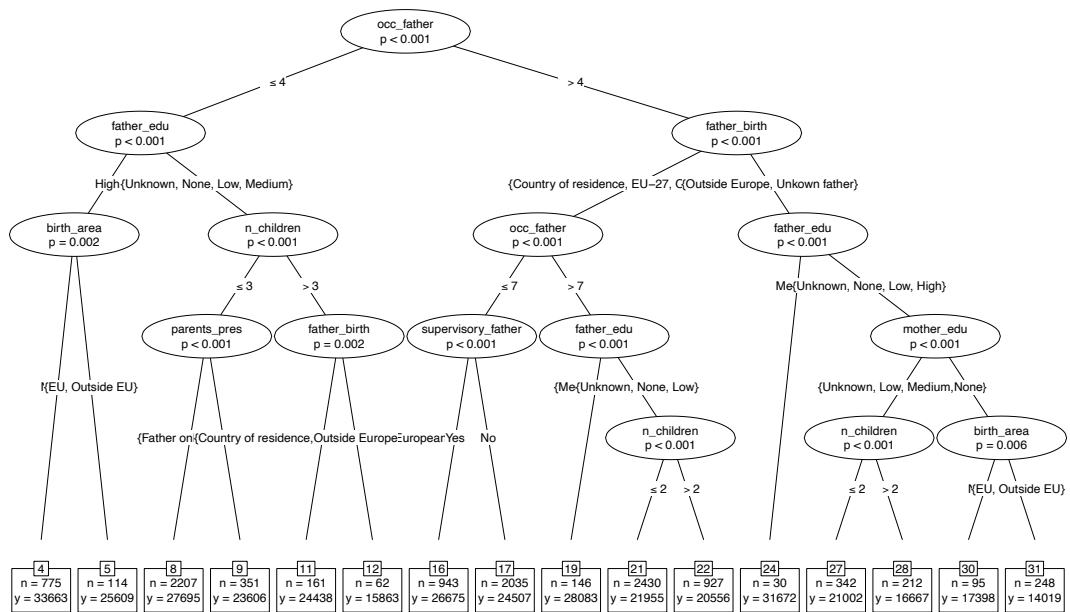 occ_father
p < 0.001
≤ 4
> 4
father_edu
p < 0.001
father_birth
p < 0.001
High
{Unknown, None, Low, Medium}
{Country of residence, EU−27,
{Outside Europe, Unkown father}
birth_area
p = 0.002
n_children
p < 0.001
occ_father
p < 0.001
father_edu
p < 0.001
≤ 3
> 3
≤ 7
> 7
{Unknown, None, Low, High}
parents_pres
p < 0.001
father_birth
p = 0.002
supervisory_father
p < 0.001
father_edu
p < 0.001
mother_edu
p < 0.001
{EU, Outside EU}
{Unknown, None, Low}
{Unknown, Low, Medium,
None}
n_children
p < 0.001
n_children
p < 0.001
birth_area
p = 0.006
{Father
{Country of residence,
Outside Europe
Yes
No
≤ 2
> 2
≤ 2
> 2
{EU, Outside EU}
4
n = 775
y = 33663
5
n = 114
y = 25609
8
n = 2207
y = 27695
9
n = 351
y = 23606
11
n = 161
y = 24438
12
n = 62
y = 15863
16
n = 943
y = 26675
17
n = 2035
y = 24507
19
n = 146
y = 28083
21
n = 2430
y = 21955
22
n = 927
y = 20556
24
n = 30
y = 31672
27
n = 342
y = 21002
28
n = 212
y = 16667
30
n = 95
y = 17398
31
n = 248
y = 14019